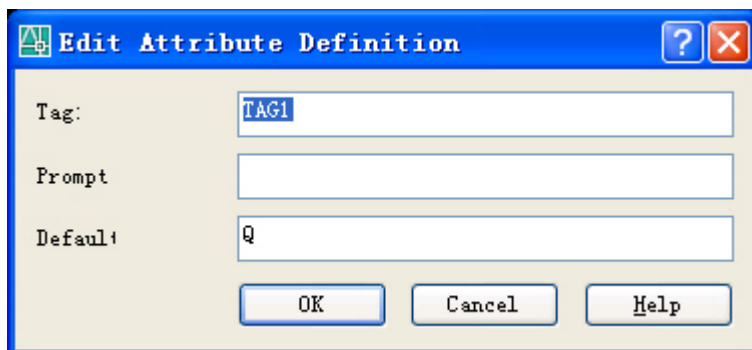 Edit Attribute Definition
Tag: TAG1
Prompt
Default Q
OK Cancel Help